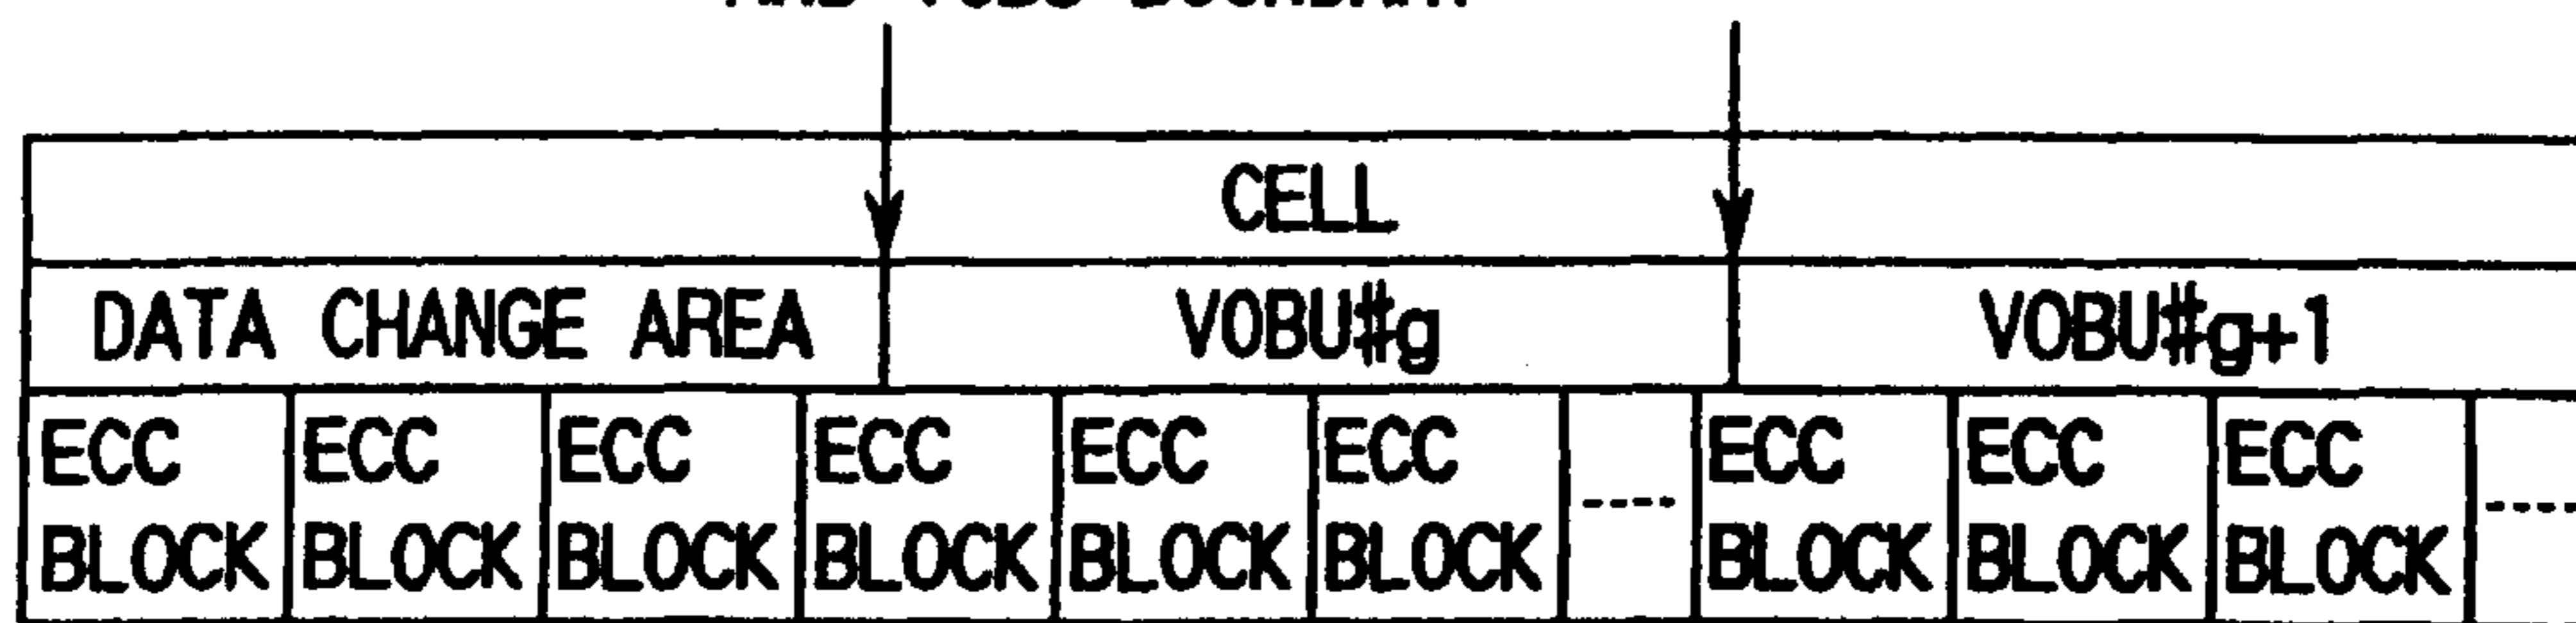 CELL
DATA CHANGE AREA VOBU#g VOBU#g+1
ECC ECC ECC ECC ECC ECC ---- ECC ECC ECC ----
BLOCK BLOCK BLOCK BLOCK BLOCK BLOCK BLOCK BLOCK BLOCK